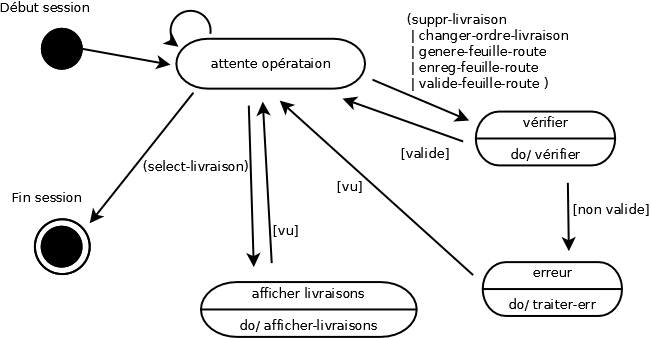 Début session
(suppr-livraison
| changer-ordre-livraison
| genere-feuille-route
| enreg-feuille-route
| valide-feuille-route )
attente opérataion
vérifier
do/ vérifier
[valide]
(select-livraison)
[vu]
Fin session
[non valide]
[vu]
erreur
do/ traiter-err
afficher livraisons
do/ afficher-livraisons